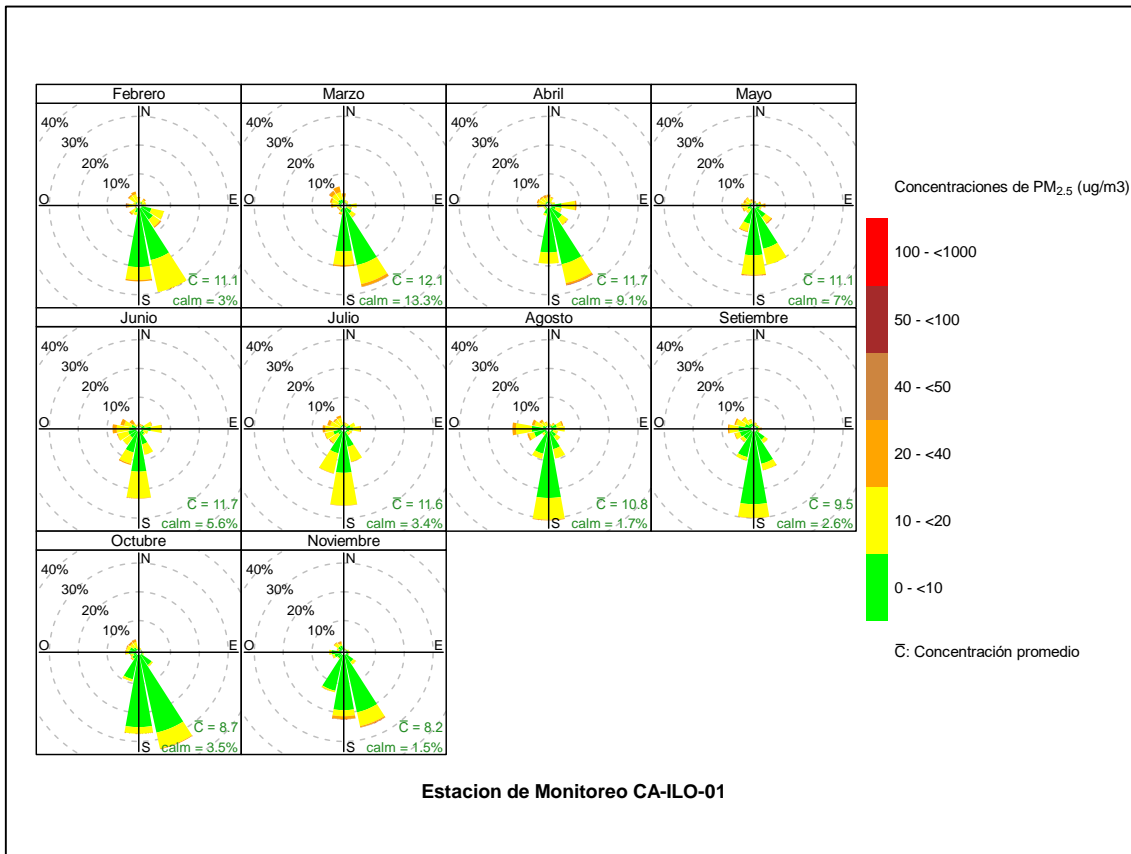 Febrero
Marzo
Abril
Mayo
N
N
N
N
40%
40%
40%
40%
30%
30%
30%
30%
20%
20%
20%
20%
10%
10%
10%
10%
O
E
O
E
O
E
O
E
S
S
S
S
C̅ = 11.1
calm = 3%
C̅ = 12.1
calm = 13.3%
C̅ = 11.7
calm = 9.1%
C̅ = 11.1
calm = 7%
Junio
Julio
Agosto
Setiembre
N
N
N
N
40%
40%
40%
40%
30%
30%
30%
30%
20%
20%
20%
20%
10%
10%
10%
10%
O
E
O
E
O
E
O
E
S
S
S
S
C̅ = 11.7
calm = 5.6%
C̅ = 11.6
calm = 3.4%
C̅ = 10.8
calm = 1.7%
C̅ = 9.5
calm = 2.6%
Octubre
Noviembre
N
N
40%
40%
30%
30%
20%
20%
10%
10%
O
E
O
E
S
S
C̅ = 8.7
calm = 3.5%
C̅ = 8.2
calm = 1.5%
Concentraciones de PM2.5 (ug/m3)
100 - <1000
50 - <100
40 - <50
20 - <40
10 - <20
0 - <10
C̅: Concentración promedio
Estacion de Monitoreo CA-ILO-01